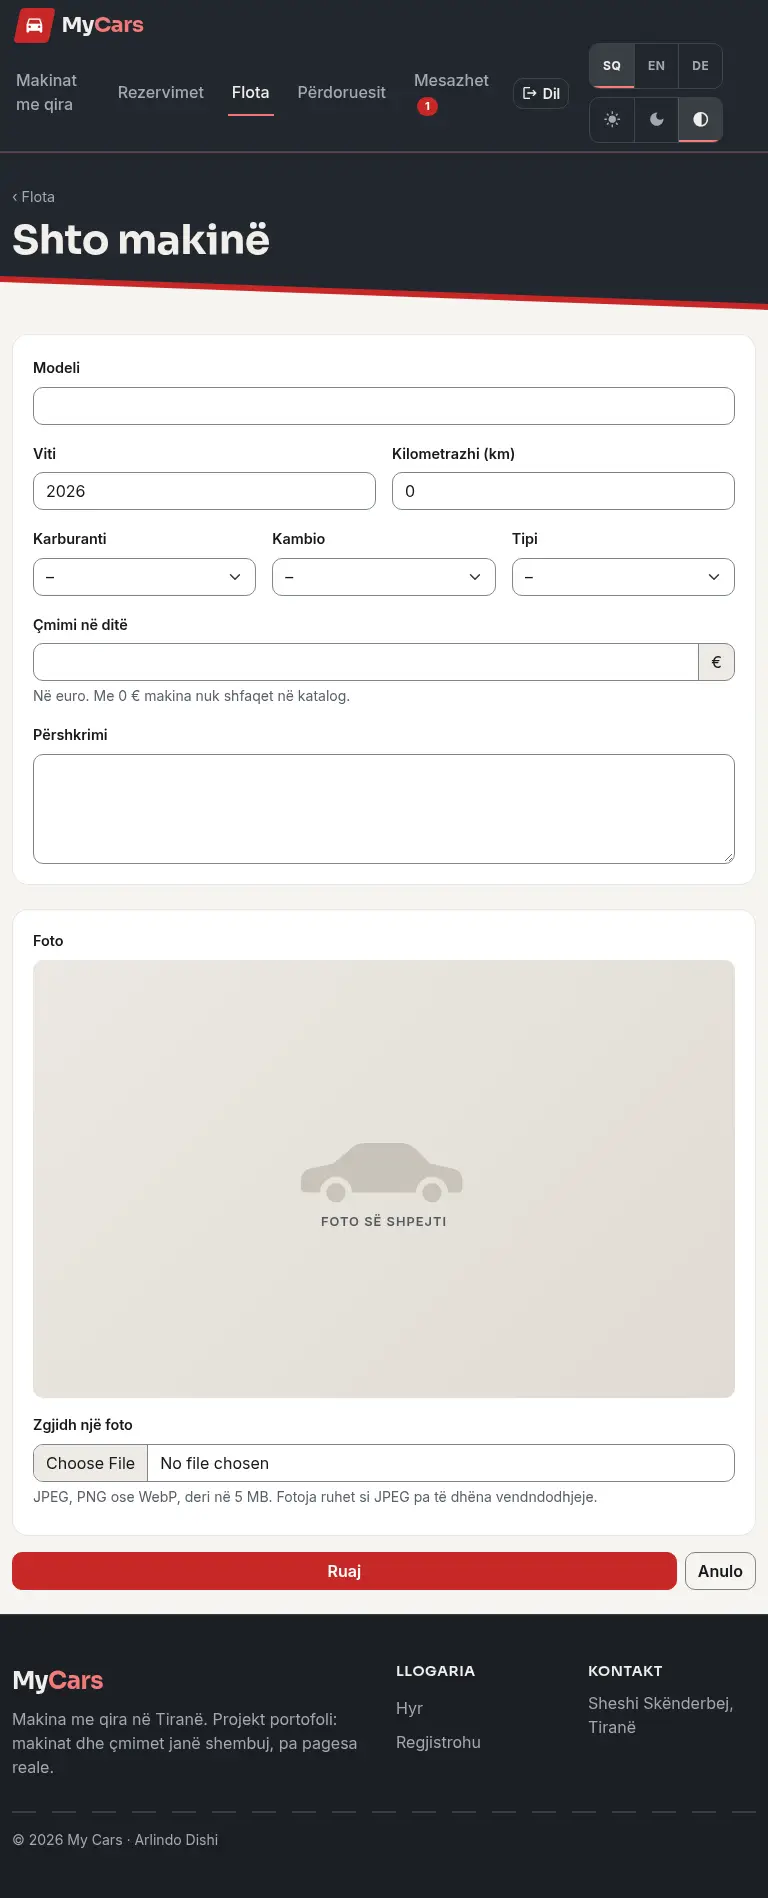 MyCars
Makinat me qira
Rezervimet
Flota
Përdoruesit
Mesazhet 1
Dil
SQ EN DE
‹ Flota
Shto makinë
Modeli
Viti
2026
Kilometrazhi (km)
0
Karburanti
–
Kambio
–
Tipi
–
Çmimi në ditë
€
Në euro. Me 0 € makina nuk shfaqet në katalog.
Përshkrimi
Foto
FOTO SË SHPEJTI
Zgjidh një foto
Choose File No file chosen
JPEG, PNG ose WebP, deri në 5 MB. Fotoja ruhet si JPEG pa të dhëna vendndodhjeje.
Ruaj
Anulo
MyCars
Makina me qira në Tiranë. Projekt portofoli:
makinat dhe çmimet janë shembuj, pa pagesa
reale.
LLOGARIA
Hyr
Regjistrohu
KONTAKT
Sheshi Skënderbej,
Tiranë
© 2026 My Cars · Arlindo Dishi